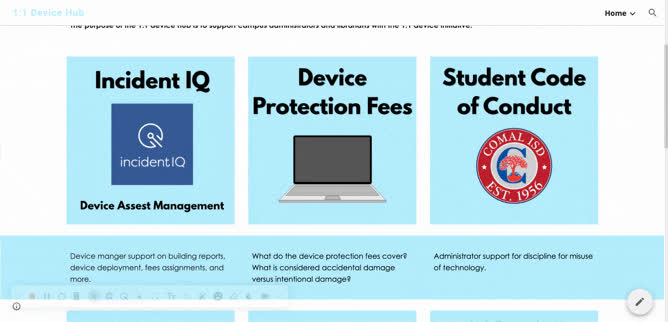 1:1 Device Hub
Home
The purpose of the 1:1 Device Hub is to support campus administrators and librarians with the 1:1 device initiative.
Incident IQ
incidentIQ
Device Assest Management
Device
Protection Fees
Student Code
of Conduct
COMAL ISD
C
EST. 1956
Device manger support on building reports,
device deployment, fees assignments, and
more.
What do the device protection fees cover?
What is considered accidental damage
versus intentional damage?
Administrator support for discipline for misuse
of technology.
Tr